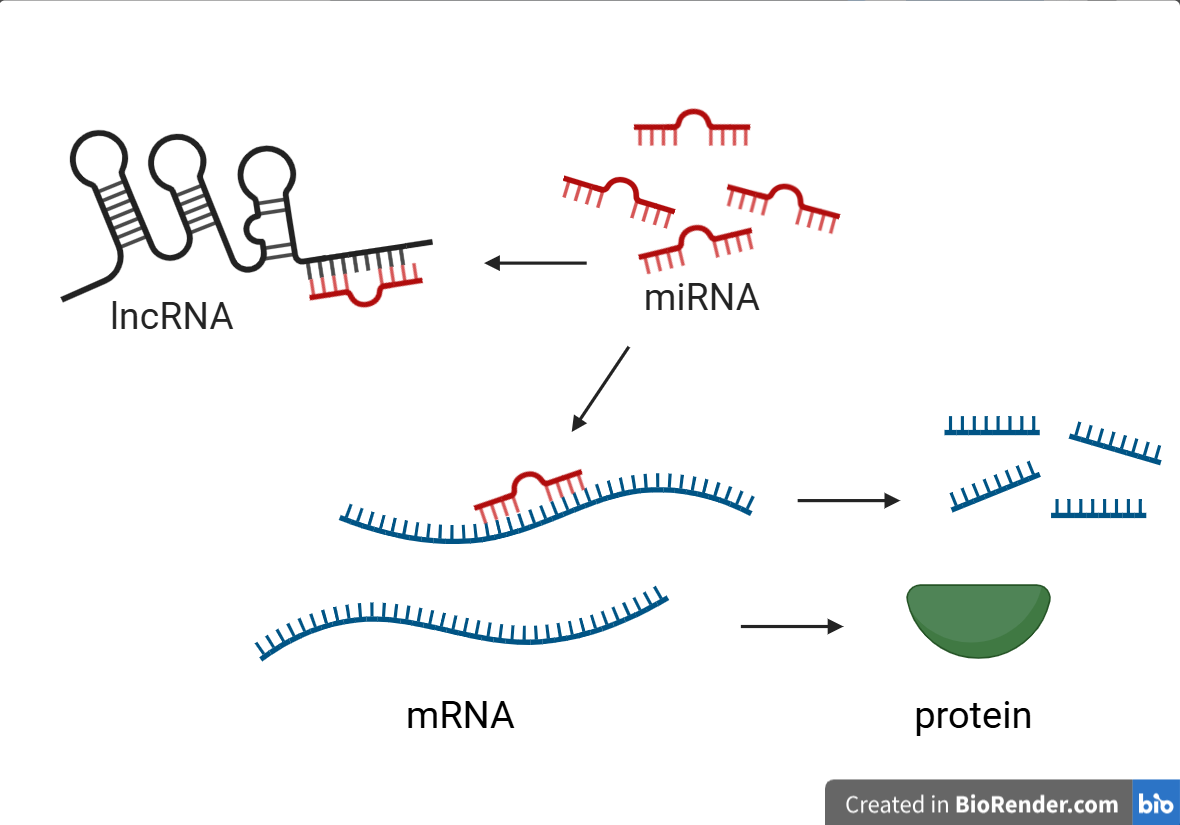 lncRNA
miRNA
mRNA
protein
Created in BioRender.com bio